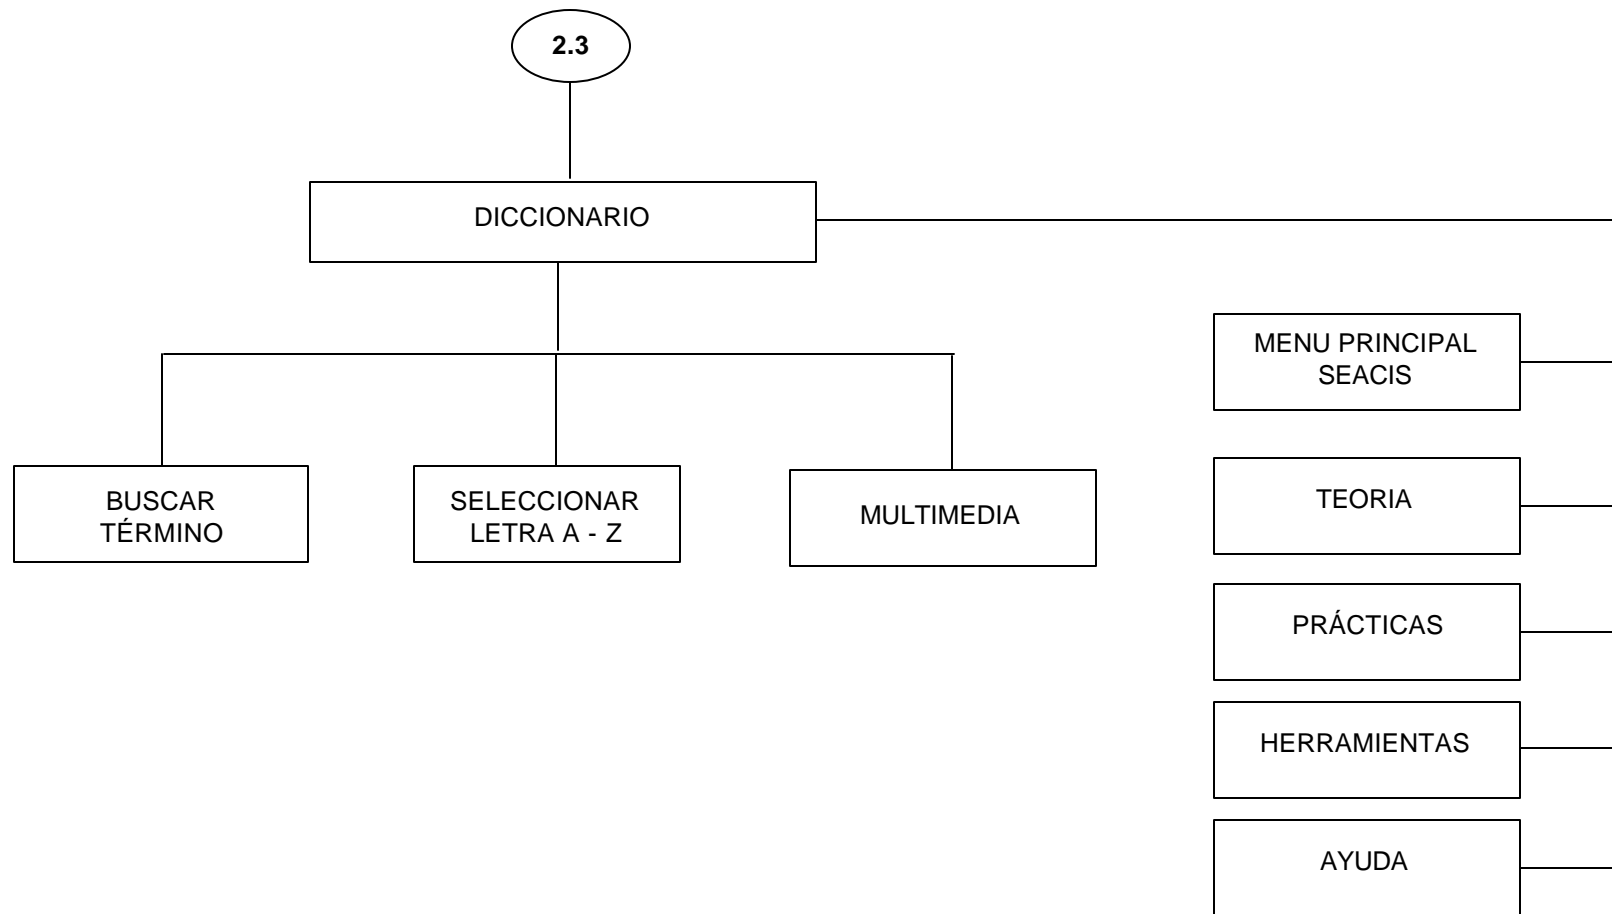 2.3
DICCIONARIO
MENU PRINCIPAL
SEACIS
BUSCAR
TÉRMINO
SELECCIONAR
LETRA A - Z
MULTIMEDIA
TEORIA
PRÁCTICAS
HERRAMIENTAS
AYUDA